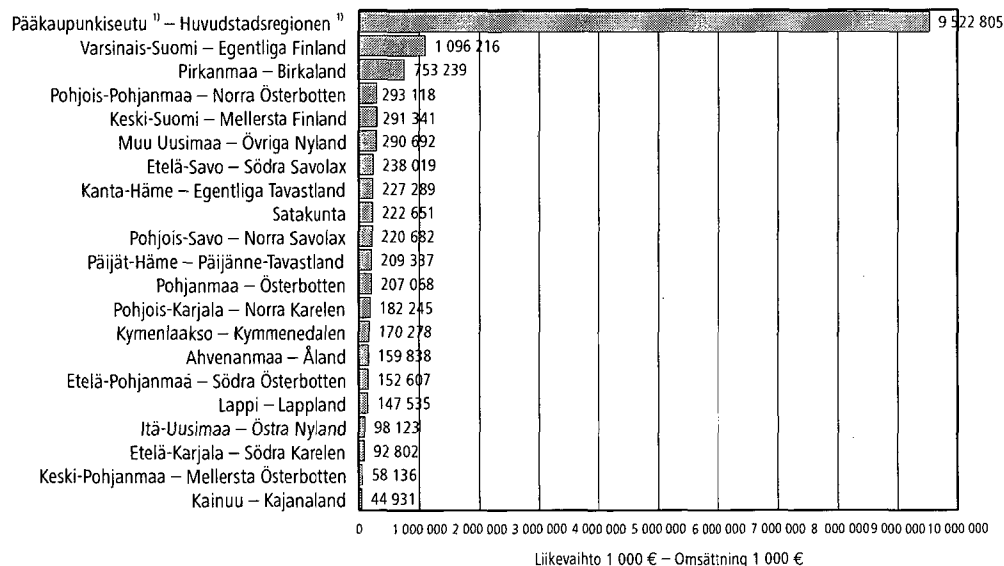 Pääkaupunkiseutu ¹⁾ – Huvudstadsregionen ¹⁾ 9 522 805
Varsinais-Suomi – Egentliga Finland 1 096 216
Pirkanmaa – Birkaland 753 239
Pohjois-Pohjanmaa – Norra Österbotten 293 118
Keski-Suomi – Mellersta Finland 291 341
Muu Uusimaa – Övriga Nyland 290 692
Etelä-Savo – Södra Savolax 238 019
Kanta-Häme – Egentliga Tavastland 227 289
Satakunta 222 651
Pohjois-Savo – Norra Savolax 220 682
Päijät-Häme – Päijänne-Tavastland 209 337
Pohjanmaa – Österbotten 207 068
Pohjois-Karjala – Norra Karelen 182 245
Kymenlaakso – Kymmenedalen 170 278
Ahvenanmaa – Åland 159 838
Etelä-Pohjanmaa – Södra Österbotten 152 607
Lappi – Lappland 147 535
Itä-Uusimaa – Östra Nyland 98 123
Etelä-Karjala – Södra Karelen 92 802
Keski-Pohjanmaa – Mellersta Österbotten 58 136
Kainuu – Kajanaland 44 931
0 1 000 000 2 000 000 3 000 000 4 000 000 5 000 000 6 000 000 7 000 000 8 000 000 9 000 000 10 000 000
Liikevaihto 1 000 € – Omsättning 1 000 €